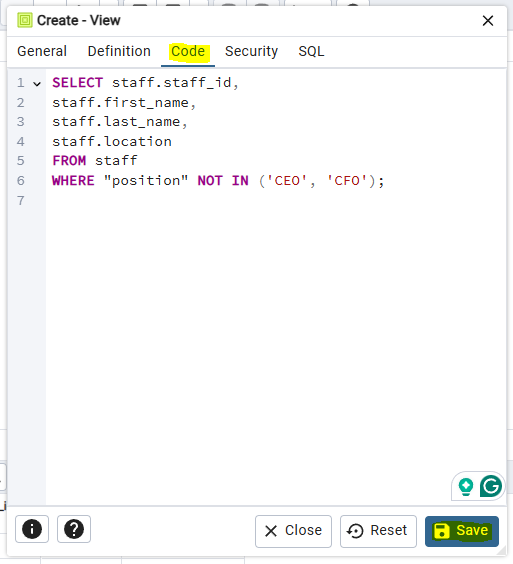 Create - View
General Definition Code Security SQL
1 SELECT staff.staff_id,
2 staff.first_name,
3 staff.last_name,
4 staff.location
5 FROM staff
6 WHERE "position" NOT IN ('CEO', 'CFO');
7
Close Reset Save